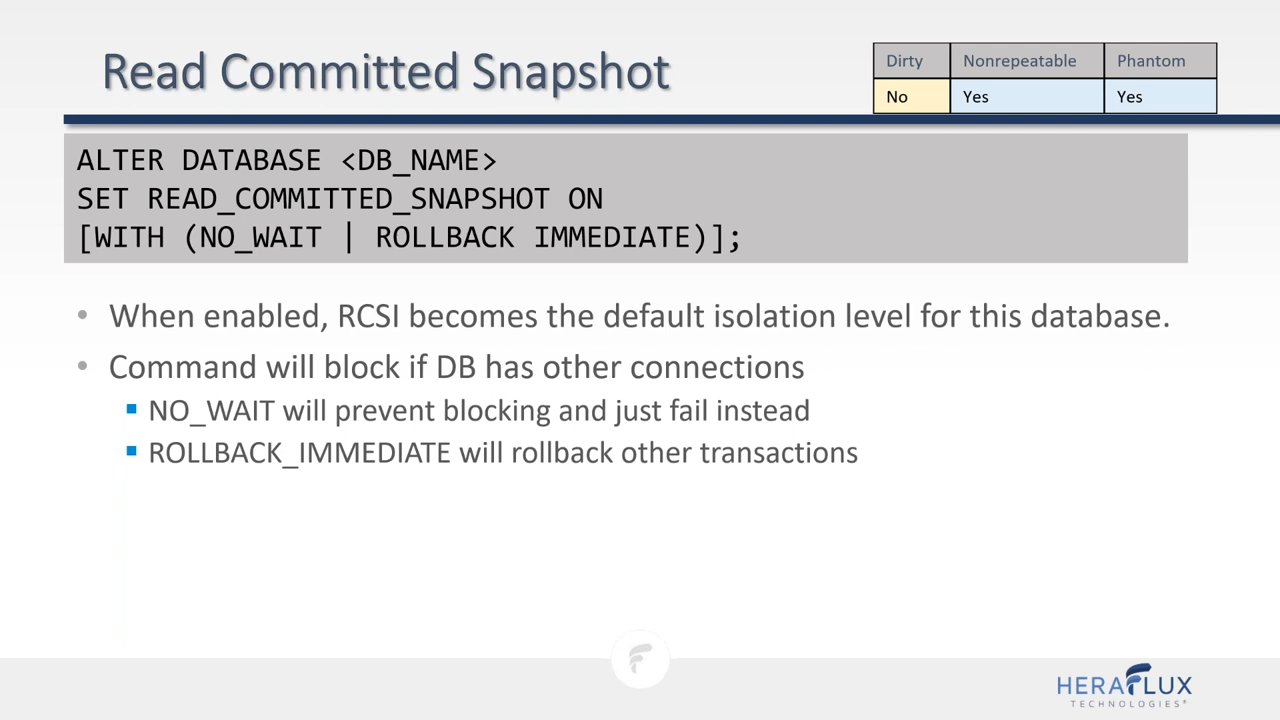 Read Committed Snapshot
Dirty Nonrepeatable Phantom
No Yes Yes
ALTER DATABASE <DB_NAME>
SET READ_COMMITTED_SNAPSHOT ON
[WITH (NO_WAIT | ROLLBACK IMMEDIATE)];
• When enabled, RCSI becomes the default isolation level for this database.
• Command will block if DB has other connections
▪ NO_WAIT will prevent blocking and just fail instead
▪ ROLLBACK_IMMEDIATE will rollback other transactions
HERAFLUX
TECHNOLOGIES®